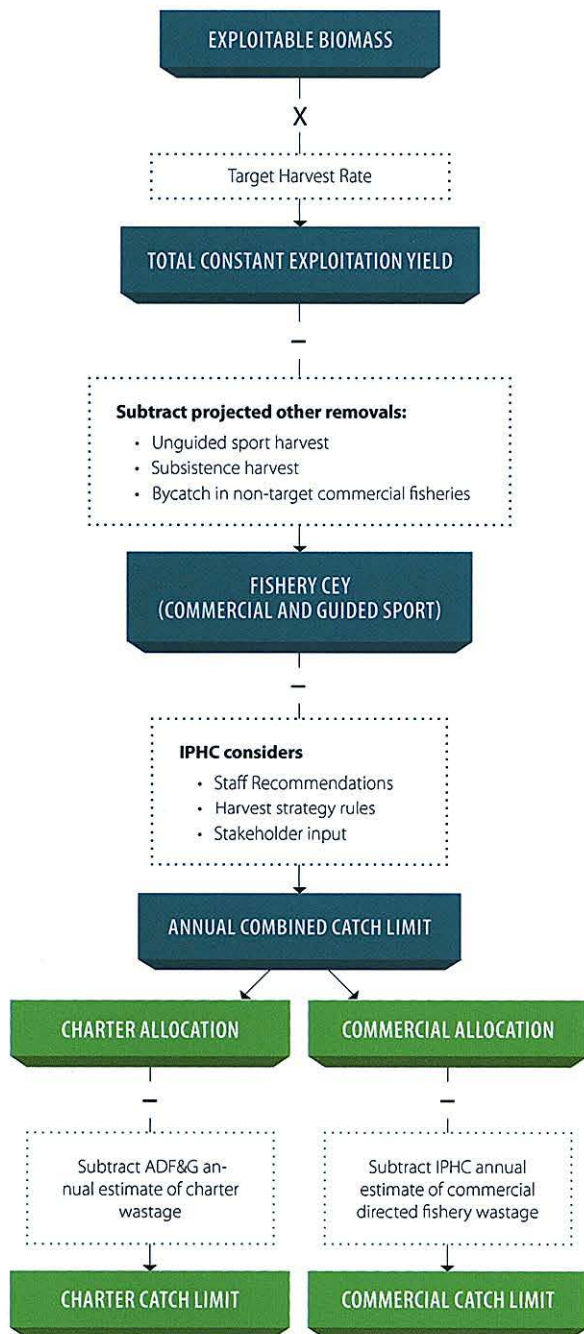 EXPLOITABLE BIOMASS
X
Target Harvest Rate
TOTAL CONSTANT EXPLOITATION YIELD
–
Subtract projected other removals:
• Unguided sport harvest
• Subsistence harvest
• Bycatch in non-target commercial fisheries
FISHERY CEY
(COMMERCIAL AND GUIDED SPORT)
–
IPHC considers
• Staff Recommendations
• Harvest strategy rules
• Stakeholder input
ANNUAL COMBINED CATCH LIMIT
CHARTER ALLOCATION
–
Subtract ADF&G an-
nual estimate of charter
wastage
CHARTER CATCH LIMIT
COMMERCIAL ALLOCATION
–
Subtract IPHC annual
estimate of commercial
directed fishery wastage
COMMERCIAL CATCH LIMIT